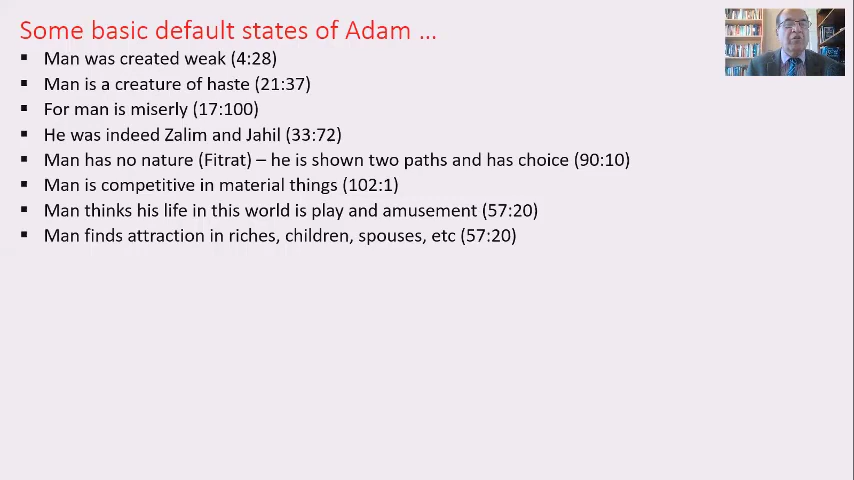 Some basic default states of Adam …
▪ Man was created weak (4:28)
▪ Man is a creature of haste (21:37)
▪ For man is miserly (17:100)
▪ He was indeed Zalim and Jahil (33:72)
▪ Man has no nature (Fitrat) – he is shown two paths and has choice (90:10)
▪ Man is competitive in material things (102:1)
▪ Man thinks his life in this world is play and amusement (57:20)
▪ Man finds attraction in riches, children, spouses, etc (57:20)